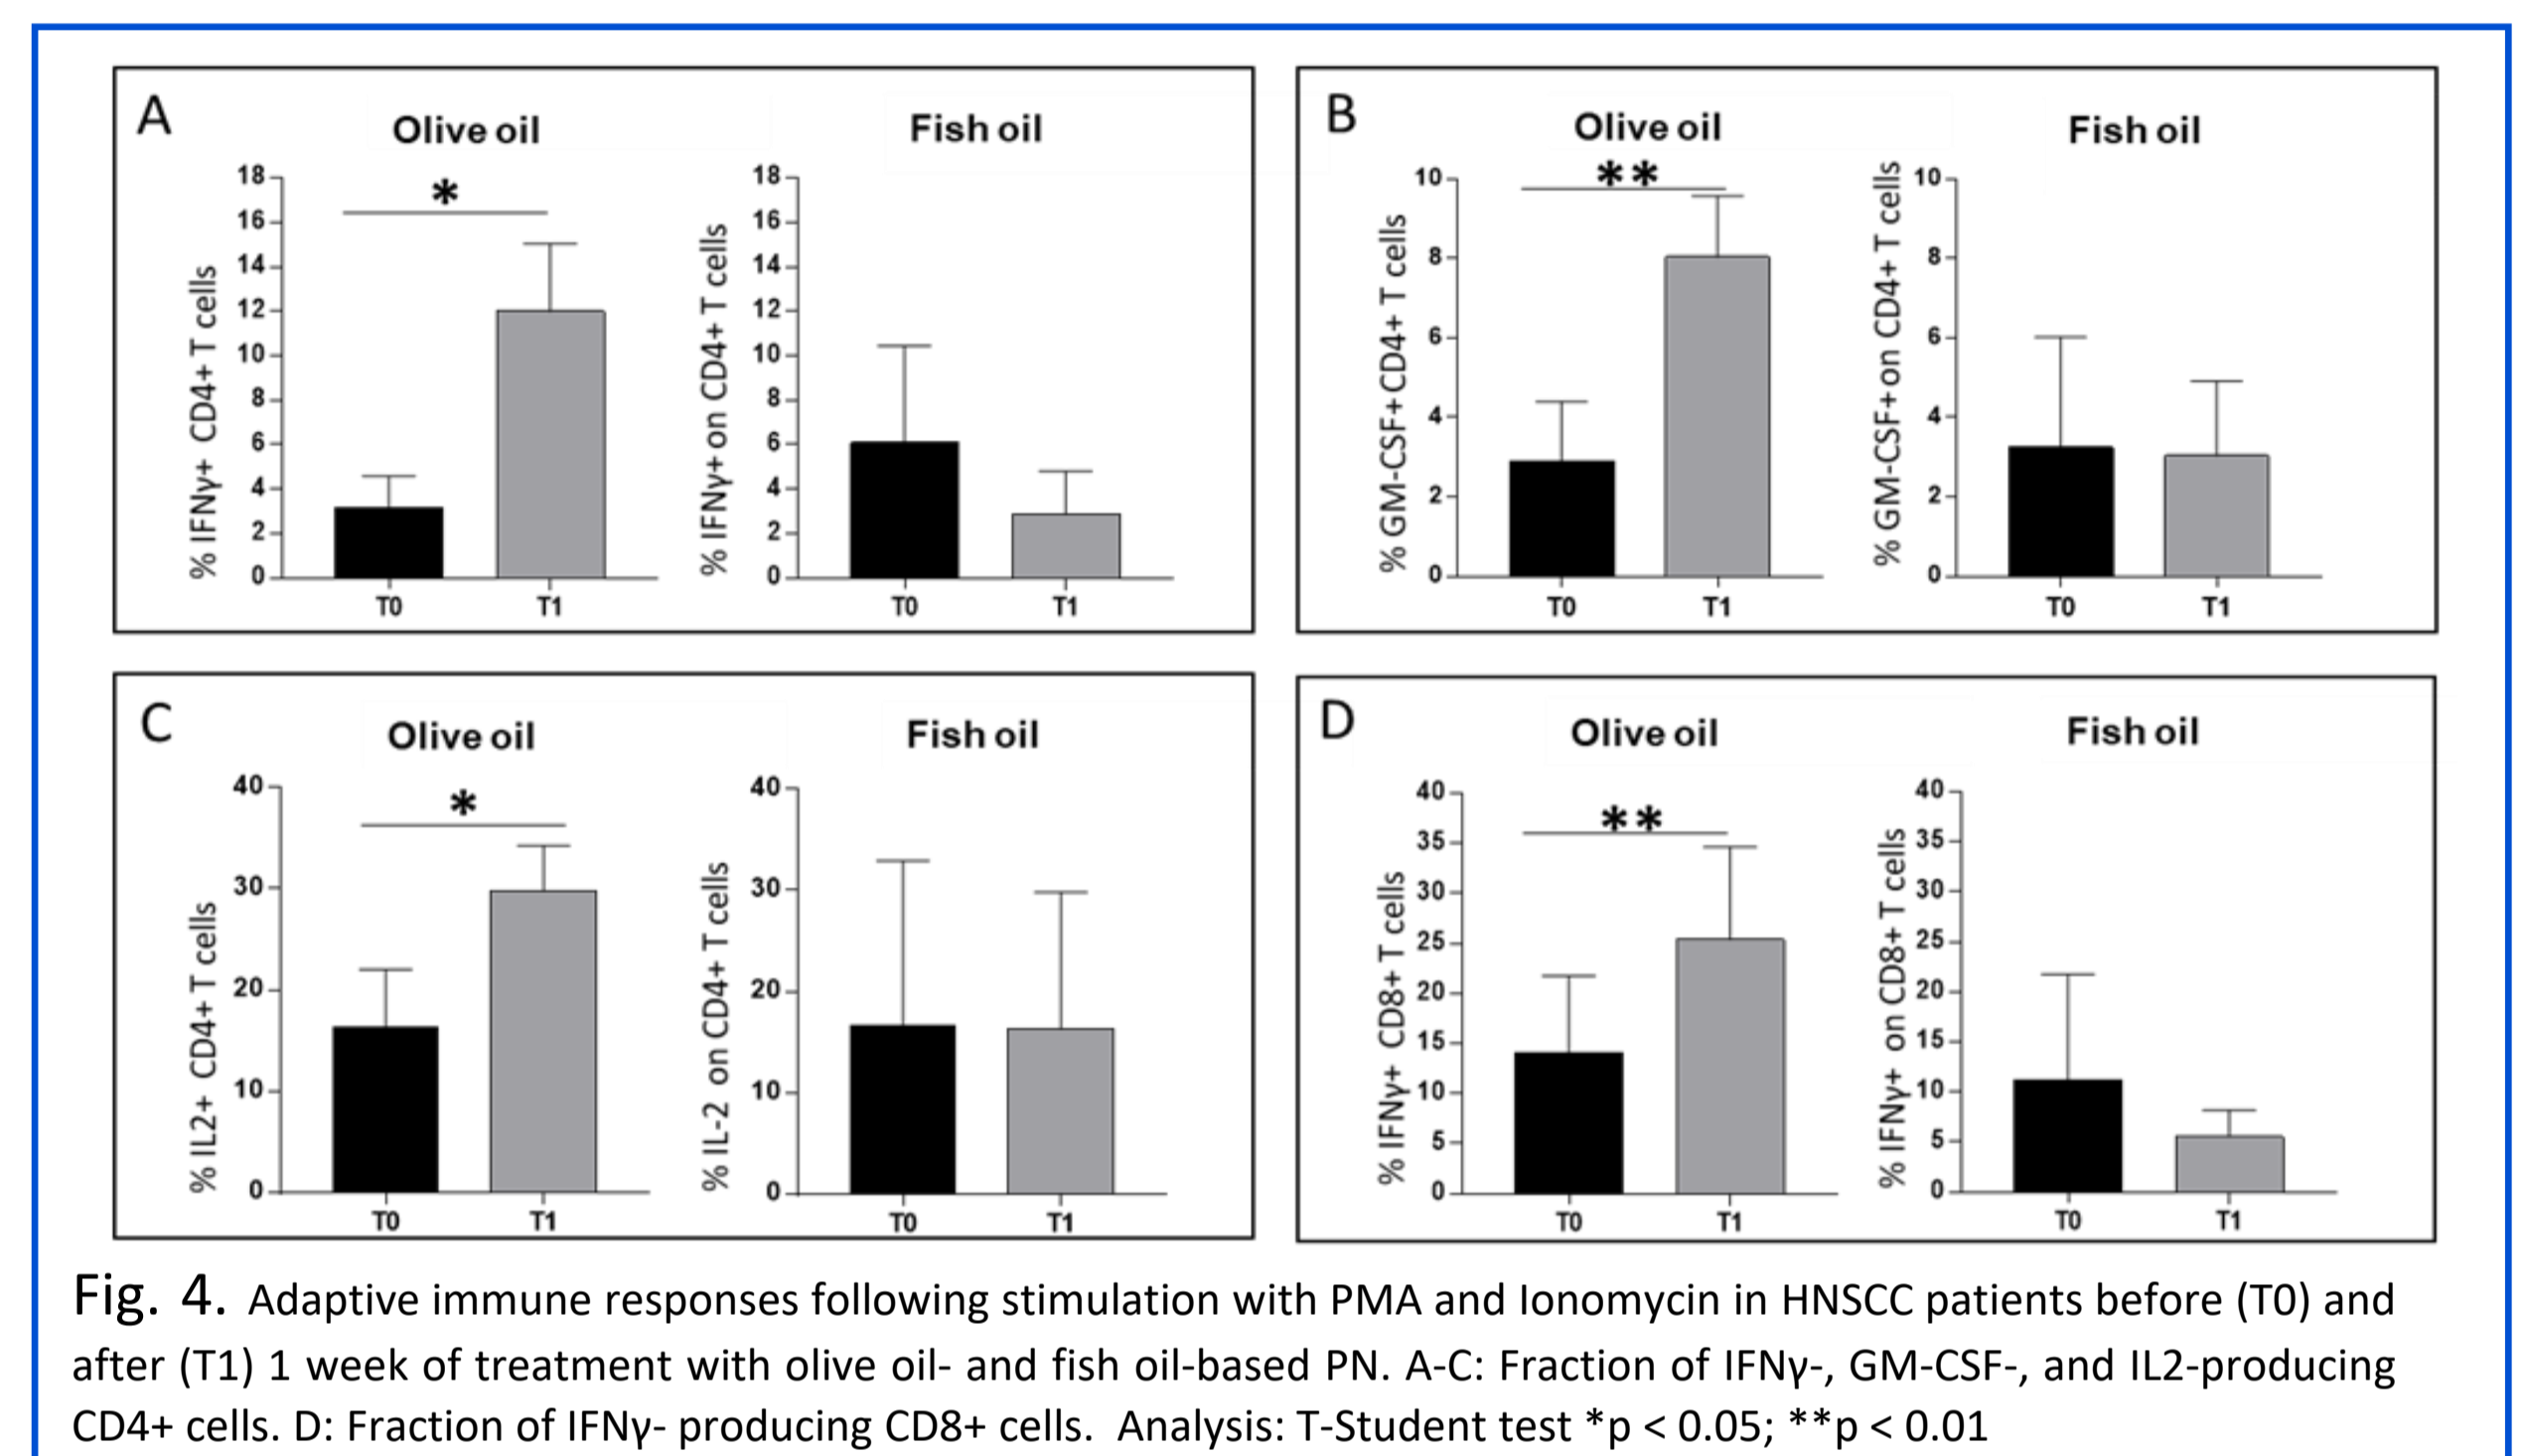 A
Olive oil
*
% IFNγ+ CD4+ T cells
18
16
14
12
10
8
6
4
2
0
T0 T1
Fish oil
% IFNγ+ on CD4+ T cells
18
16
14
12
10
8
6
4
2
0
T0 T1
B
Olive oil
**
% GM-CSF+CD4+ T cells
10
8
6
4
2
0
T0 T1
Fish oil
% GM-CSF+on CD4+ T cells
10
8
6
4
2
0
T0 T1
C
Olive oil
*
% IL2+ CD4+ T cells
40
30
20
10
0
T0 T1
Fish oil
% IL-2 on CD4+ T cells
40
30
20
10
0
T0 T1
D
Olive oil
**
% IFNγ+ CD8+ T cells
40
35
30
25
20
15
10
5
0
T0 T1
Fish oil
% IFNγ+ on CD8+ T cells
40
35
30
25
20
15
10
5
0
T0 T1
Fig. 4. Adaptive immune responses following stimulation with PMA and Ionomycin in HNSCC patients before (T0) and
after (T1) 1 week of treatment with olive oil- and fish oil-based PN. A-C: Fraction of IFNγ-, GM-CSF-, and IL2-producing
CD4+ cells. D: Fraction of IFNγ- producing CD8+ cells. Analysis: T-Student test *p < 0.05; **p < 0.01